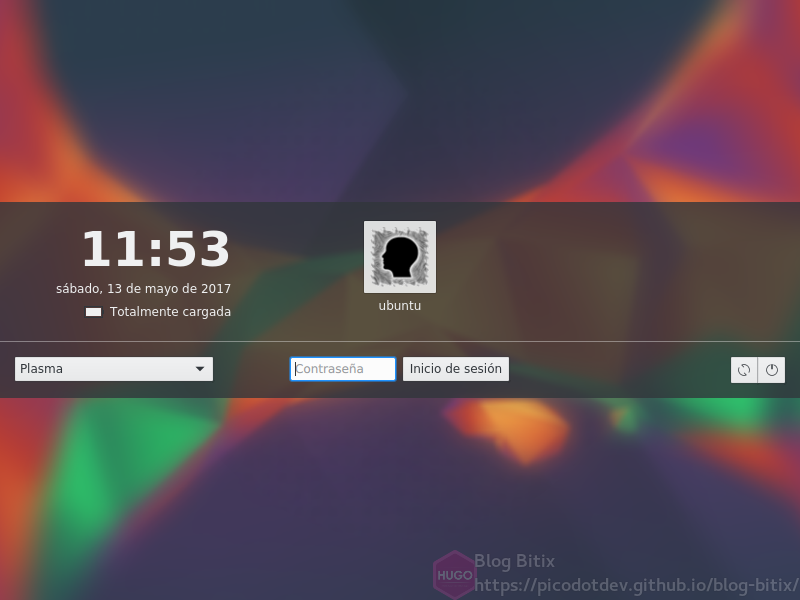 11:53
sábado, 13 de mayo de 2017
Totalmente cargada
ubuntu
Plasma
Contraseña
Inicio de sesión
HUGO
Blog Bitix
https://picodotdev.github.io/blog-bitix/